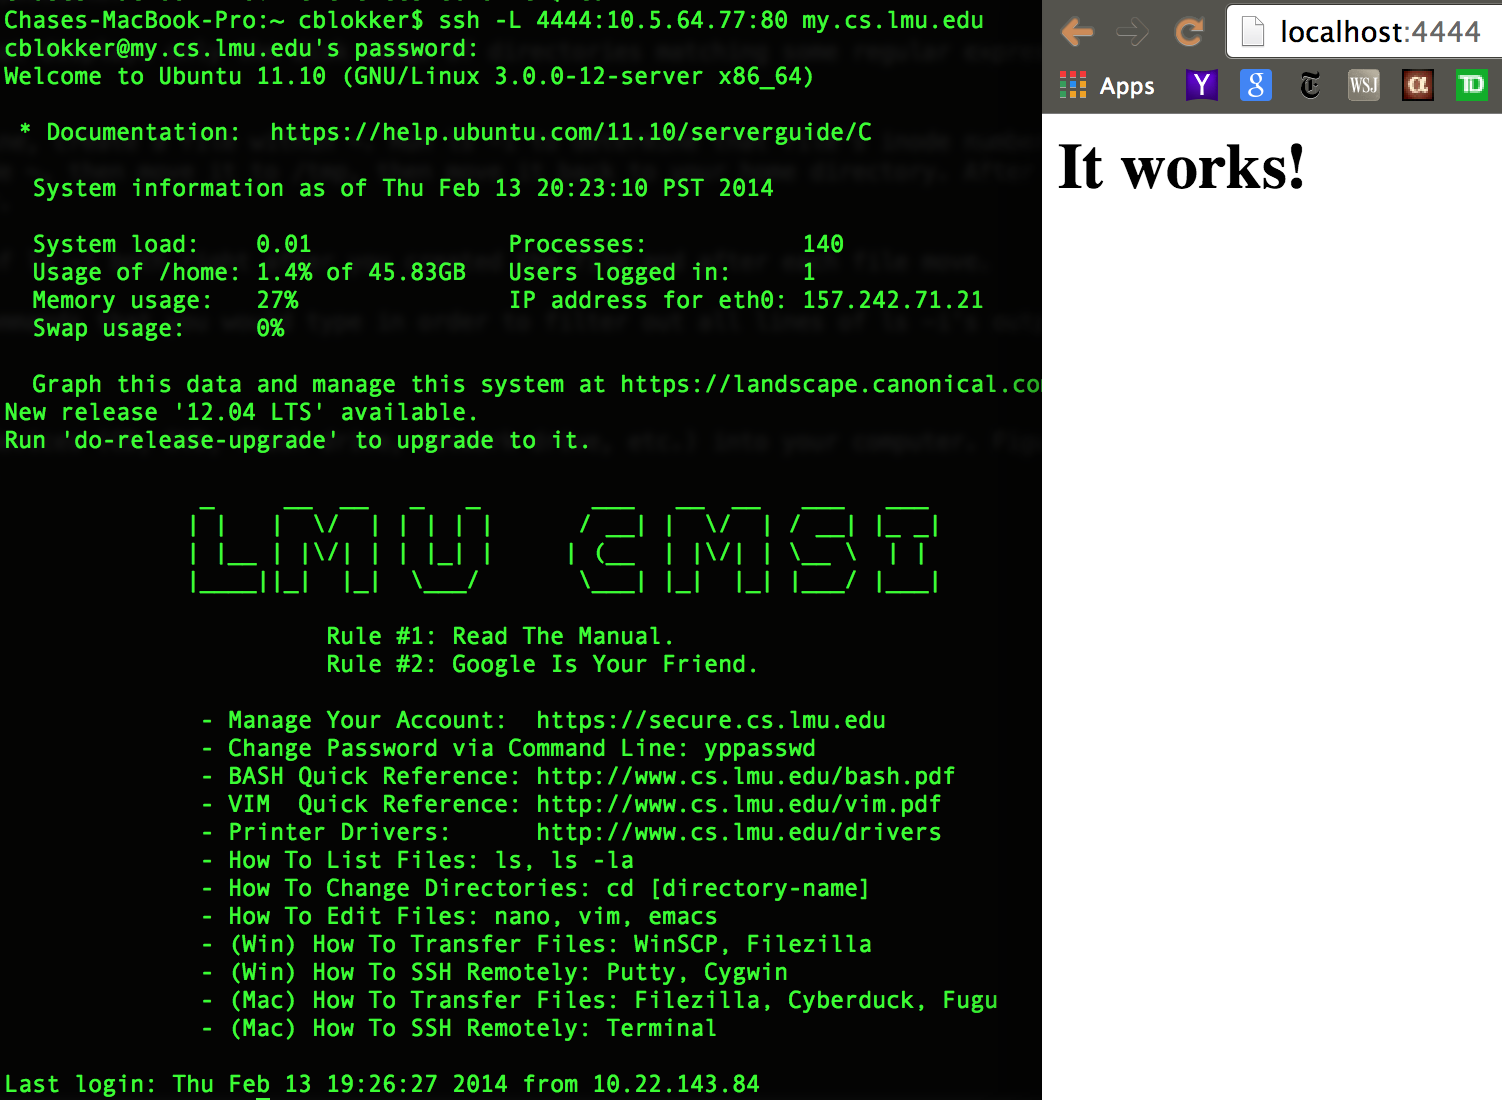 Chases-MacBook-Pro:~ cblokker$ ssh -L 4444:10.5.64.77:80 my.cs.lmu.edu
cblokker@my.cs.lmu.edu's password:
Welcome to Ubuntu 11.10 (GNU/Linux 3.0.0-12-server x86_64)
* Documentation:  https://help.ubuntu.com/11.10/serverguide/C
System information as of Thu Feb 13 20:23:10 PST 2014
System load:    0.01              Processes:           140
Usage of /home: 1.4% of 45.83GB   Users logged in:     1
Memory usage:   27%               IP address for eth0: 157.242.71.21
Swap usage:     0%
Graph this data and manage this system at https://landscape.canonical.co
New release '12.04 LTS' available.
Run 'do-release-upgrade' to upgrade to it.
LMU CMSI
Rule #1: Read The Manual.
Rule #2: Google Is Your Friend.
- Manage Your Account:  https://secure.cs.lmu.edu
- Change Password via Command Line: yppasswd
- BASH Quick Reference: http://www.cs.lmu.edu/bash.pdf
- VIM  Quick Reference: http://www.cs.lmu.edu/vim.pdf
- Printer Drivers:      http://www.cs.lmu.edu/drivers
- How To List Files: ls, ls -la
- How To Change Directories: cd [directory-name]
- How To Edit Files: nano, vim, emacs
- (Win) How To Transfer Files: WinSCP, Filezilla
- (Win) How To SSH Remotely: Putty, Cygwin
- (Mac) How To Transfer Files: Filezilla, Cyberduck, Fugu
- (Mac) How To SSH Remotely: Terminal
Last login: Thu Feb 13 19:26:27 2014 from 10.22.143.84
localhost:4444
Apps Y g T WSJ α TD
It works!